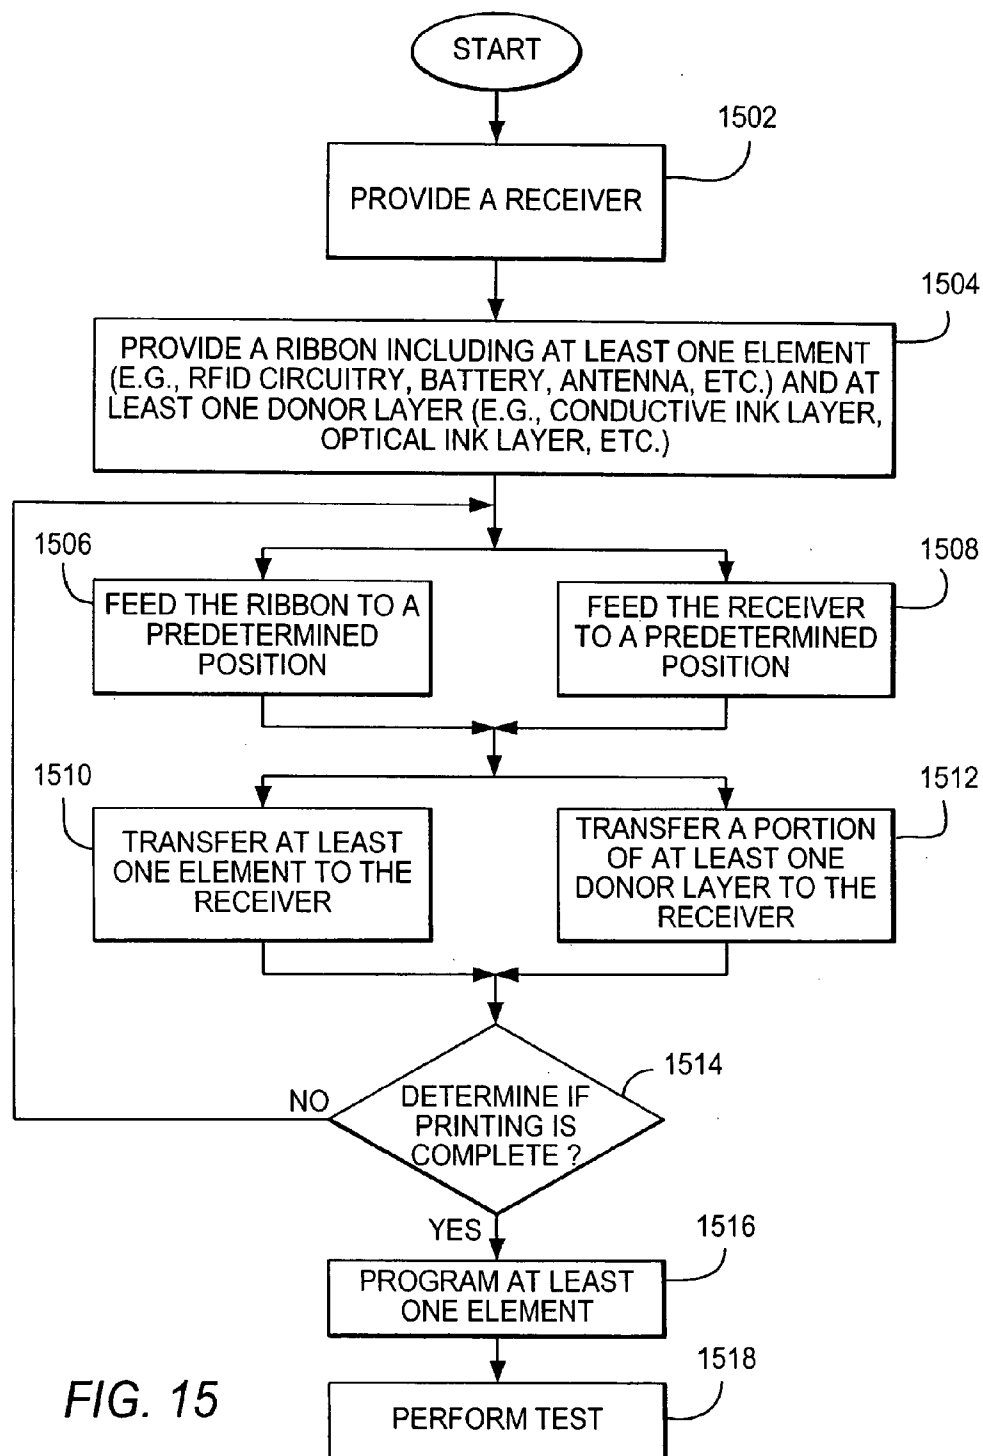 START
1502
PROVIDE A RECEIVER
1504
PROVIDE A RIBBON INCLUDING AT LEAST ONE ELEMENT
(E.G., RFID CIRCUITRY, BATTERY, ANTENNA, ETC.) AND AT
LEAST ONE DONOR LAYER (E.G., CONDUCTIVE INK LAYER,
OPTICAL INK LAYER, ETC.)
1506
FEED THE RIBBON TO A
PREDETERMINED
POSITION
1508
FEED THE RECEIVER
TO A PREDETERMINED
POSITION
1510
TRANSFER AT LEAST
ONE ELEMENT TO THE
RECEIVER
1512
TRANSFER A PORTION
OF AT LEAST ONE
DONOR LAYER TO THE
RECEIVER
1514
NO
DETERMINE IF
PRINTING IS
COMPLETE ?
YES
1516
PROGRAM AT LEAST
ONE ELEMENT
1518
PERFORM TEST
FIG. 15